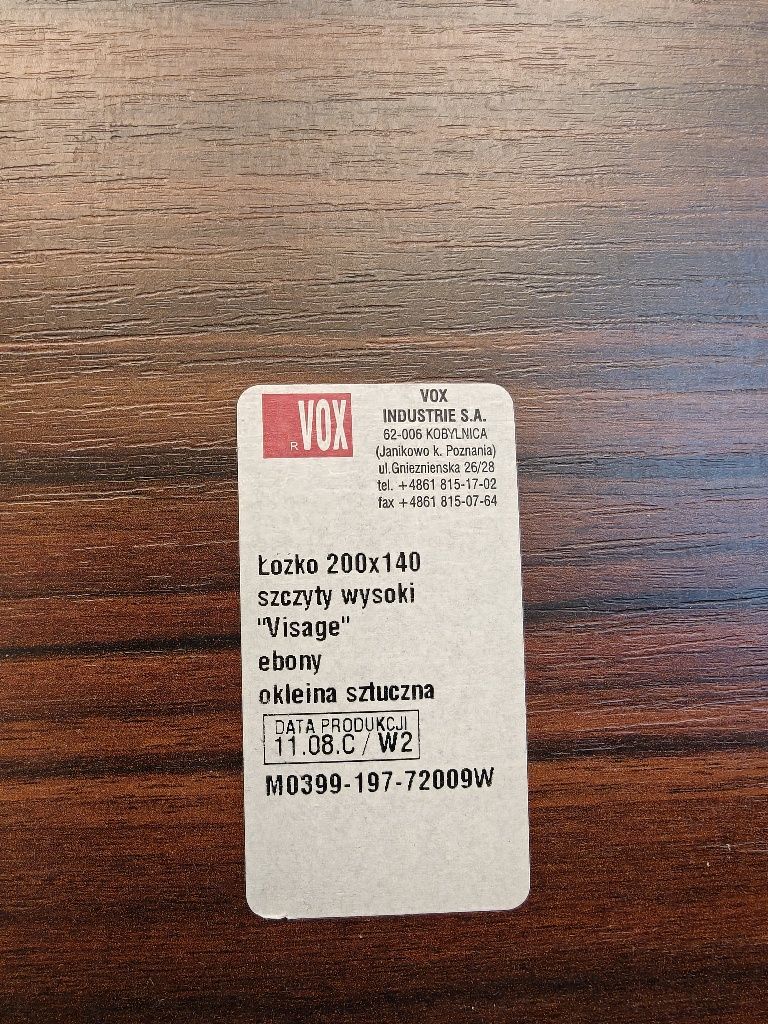 R VOX
VOX
INDUSTRIE S.A.
62-006 KOBYLNICA
(Janikowo k. Poznania)
ul.Gnieznienska 26/28
tel. +4861 815-17-02
fax +4861 815-07-64
Łozko 200x140
szczyty wysoki
"Visage"
ebony
okleina sztuczna
DATA PRODUKCJI
11.08.C / W2
M0399-197-72009W